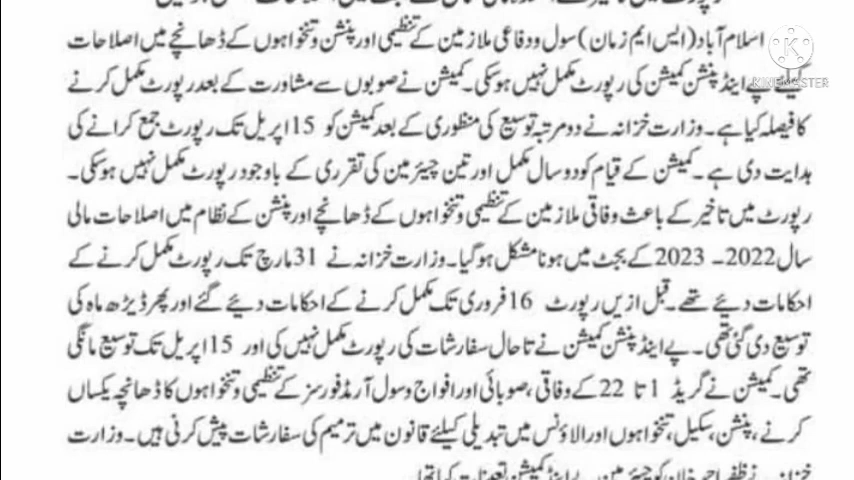 اسلام آباد (ایس ایم زمان) سول و دفاعی ملازمین کے تنظیمی اور پنشن و تنخواہوں کے ڈھانچے میں اصلاحات
کیلئے پے اینڈ پنشن کمیشن کی رپورٹ مکمل نہیں ہوسکی۔ کمیشن نے صوبوں سے مشاورت کے بعد رپورٹ مکمل کرنے
کا فیصلہ کیا ہے۔ وزارت خزانہ نے دو مرتبہ توسیع کی منظوری کے بعد کمیشن کو 15 اپریل تک رپورٹ جمع کرانے کی
ہدایت دی ہے۔ کمیشن کے قیام کو دو سال مکمل اور تین چیئرمین کی تقرری کے باوجود رپورٹ مکمل نہیں ہوسکی۔
رپورٹ میں تاخیر کے باعث وفاقی ملازمین کے تنظیمی و تنخواہوں کے ڈھانچے اور پنشن کے نظام میں اصلاحات مالی
سال 2022۔ 2023 کے بجٹ میں ہونا مشکل ہوگیا۔ وزارت خزانہ نے 31 مارچ تک رپورٹ مکمل کرنے کے
احکامات دیئے تھے۔ قبل ازیں رپورٹ 16 فروری تک مکمل کرنے کے احکامات دیئے گئے اور پھر ڈیڑھ ماہ کی
توسیع دی گئی تھی۔ پے اینڈ پنشن کمیشن نے تاحال سفارشات کی رپورٹ مکمل نہیں کی اور 15 اپریل تک توسیع مانگی
تھی۔ کمیشن نے گریڈ 1 تا 22 کے وفاقی، صوبائی اور افواج و سول آرمڈ فورسز کے تنظیمی و تنخواہوں کا ڈھانچہ یکساں
کرنے، پنشن، سکیل، تنخواہوں اور الاؤنس میں تبدیلی کیلئے قانون میں ترمیم کی سفارشات پیش کرنی ہیں۔ وزارت
KINEMASTER